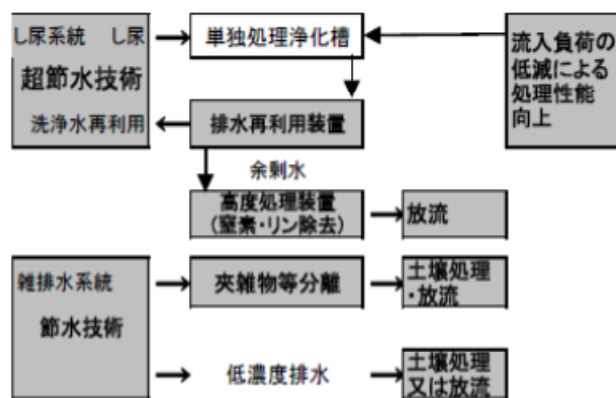 し尿系統 し尿
超節水技術
洗浄水再利用
単独処理浄化槽
流入負荷の
低減による
処理性能
向上
排水再利用装置
余剰水
高度処理装置
(窒素・リン除去)
放流
雑排水系統
節水技術
夾雑物等分離
土壌処理
・放流
低濃度排水
土壌処理
又は放流